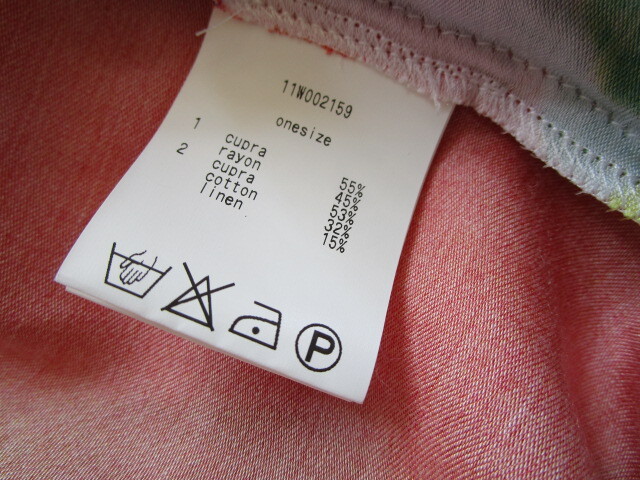 11W002159
onesize
1 cupra 55%
rayon 45%
2 cupra 53%
cotton 32%
linen 15%
P